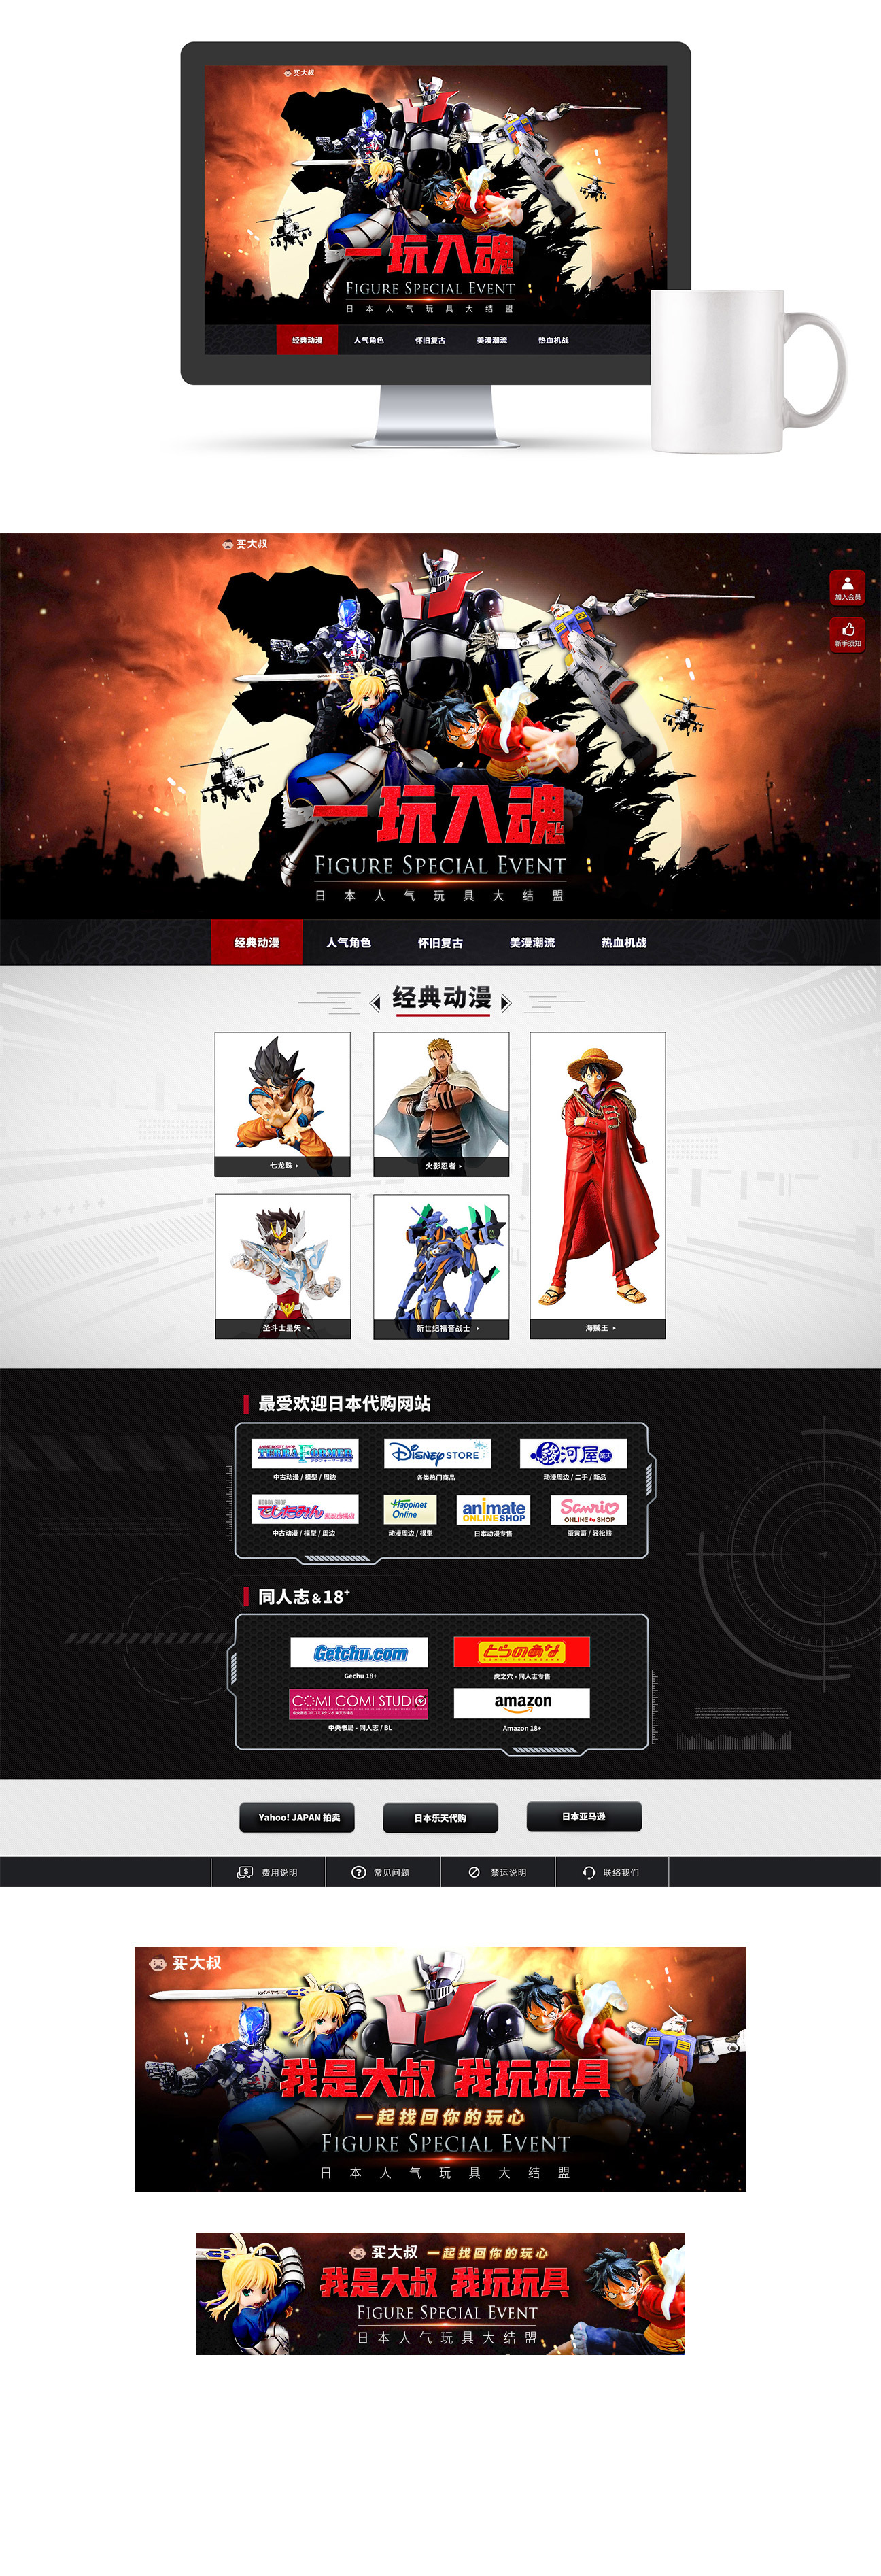 买大叔
一玩入魂
FIGURE SPECIAL EVENT
日本人气玩具大结盟
经典动漫 人气角色 怀旧复古 美漫潮流 热血机战
买大叔
加入会员
新手须知
一玩入魂
FIGURE SPECIAL EVENT
日本人气玩具大结盟
经典动漫 人气角色 怀旧复古 美漫潮流 热血机战
经典动漫
七龙珠
火影忍者
圣斗士星矢
新世纪福音战士
海贼王
最受欢迎日本代购网站
TERRA FORMER
Disney STORE
駿河屋 楽天
中古动漫 / 模型 / 周边
各类热门商品
动漫周边 / 二手 / 新品
HOBBY SHOP
でじたみん
Happinet Online
animate ONLINE SHOP
Sanrio ONLINE SHOP
中古动漫 / 模型 / 周边
动漫周边 / 模型
日本动漫专售
蛋黄哥 / 轻松熊
同人志&18+
Getchu.com
とらのあな
Gechu 18+
虎之穴 - 同人志专售
COMI COMI STUDIO
amazon
中央书局 - 同人志 / BL
Amazon 18+
Yahoo! JAPAN 拍卖
日本乐天代购
日本亚马逊
费用说明
常见问题
禁运说明
联络我们
买大叔
我是大叔 我玩玩具
一起找回你的玩心
FIGURE SPECIAL EVENT
日本人气玩具大结盟
买大叔 一起找回你的玩心
我是大叔 我玩玩具
FIGURE SPECIAL EVENT
日本人气玩具大结盟